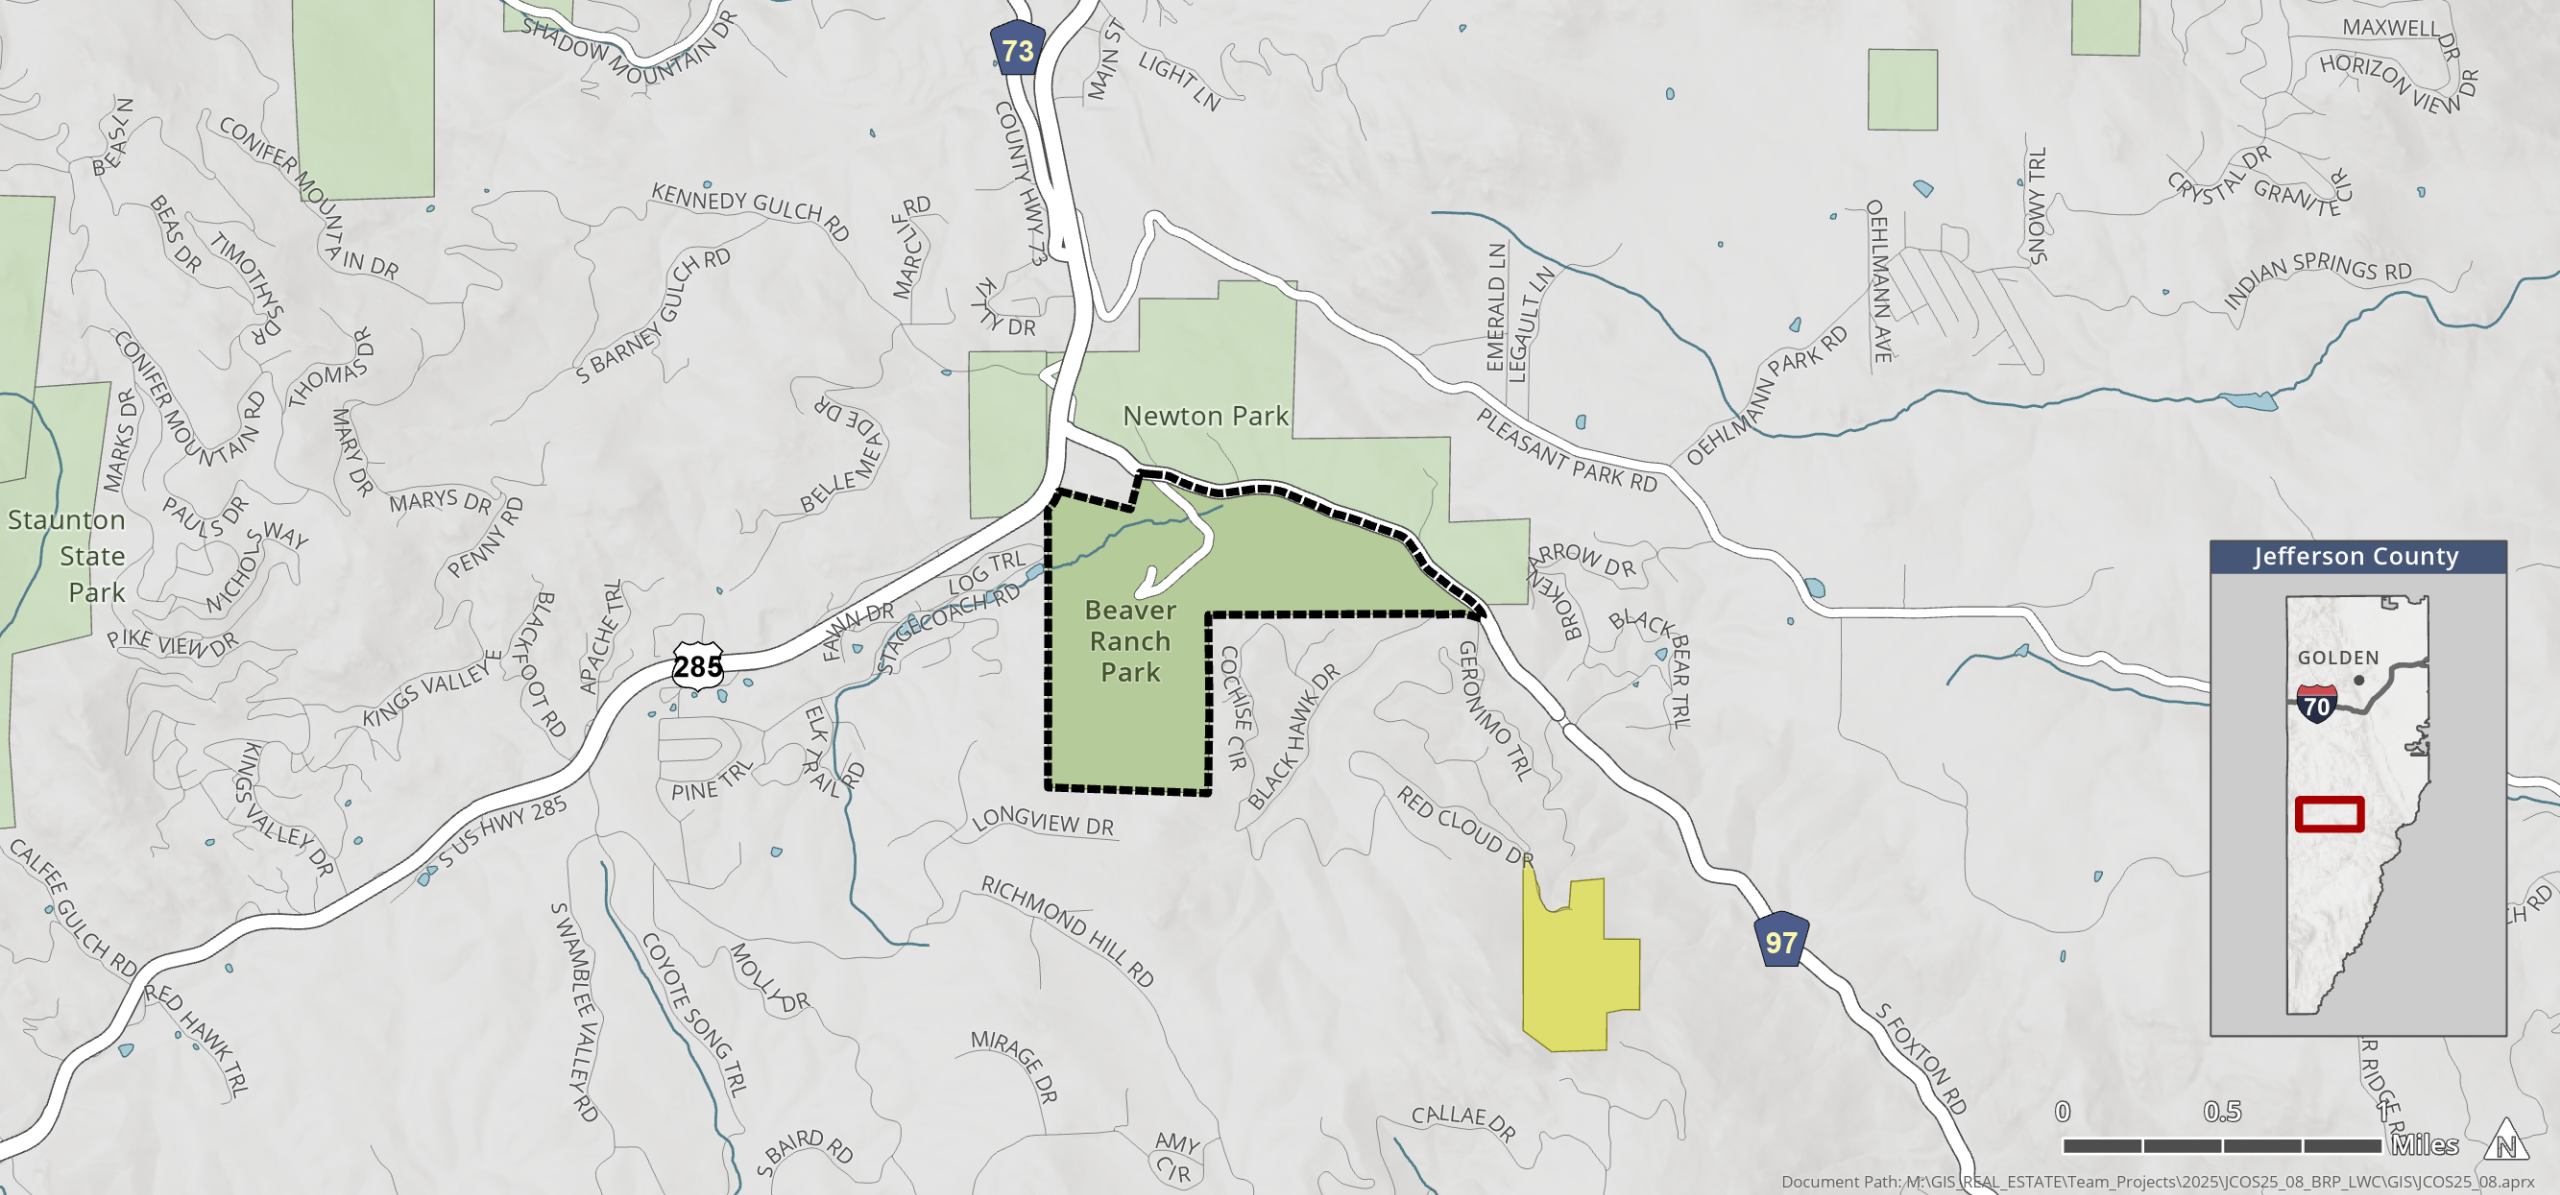 SHADOW MOUNTAIN DR
73
MAIN ST
LIGHT LN
MAXWELL DR
HORIZON VIEW DR
BEAS LN
CONIFER MOUNTAIN DR
COUNTY HWY 73
KENNEDY GULCH RD
MARCLIFF RD
SNOWY TRL
CRYSTAL DR
GRANITE CIR
BEAS DR
TIMOTHYS DR
S BARNEY GULCH RD
KITTY DR
EMERALD LN
LEGAULT LN
OEHLMANN AVE
INDIAN SPRINGS RD
CONIFER MOUNTAIN RD
THOMAS DR
OEHLMANN PARK RD
MARKS DR
MARY DR
BELLE MEADE DR
Newton Park
PLEASANT PARK RD
MARYS DR
PAULS DR
PENNY RD
Staunton
State
Park
NICHOLS WAY
LOG TRL
BROKEN ARROW DR
Jefferson County
PIKE VIEW DR
BLACKFOOT RD
APACHE TRL
FAWN DR
STAGECOACH RD
Beaver
Ranch
Park
BLACK BEAR TRL
KINGS VALLEY E
285
COCHISE CIR
BLACK HAWK DR
GERONIMO TRL
GOLDEN
70
ELK TRAIL RD
KINGS VALLEY DR
PINE TRL
S US HWY 285
LONGVIEW DR
RED CLOUD DR
CALFEE GULCH RD
RICHMOND HILL RD
97
CH RD
S WAMBLEE VALLEY RD
COYOTE SONG TRL
MOLLY DR
RED HAWK TRL
MIRAGE DR
S FOXTON RD
R RIDGE R
CALLAE DR
S BAIRD RD
AMY CIR
0 0.5 1
Miles
N
Document Path: M:\GIS_REAL_ESTATE\Team_Projects\2025\JCOS25_08_BRP_LWC\GIS\JCOS25_08.aprx